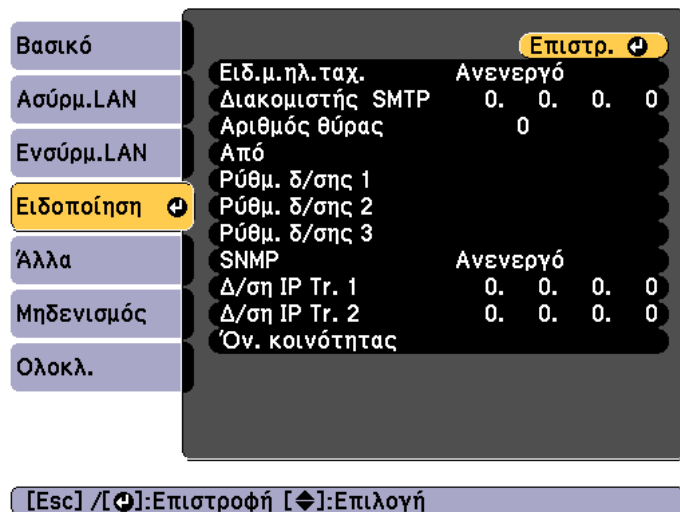 Βασικό
Ασύρμ.LAN
Ενσύρμ.LAN
Ειδοποίηση
Άλλα
Μηδενισμός
Ολοκλ.
Επιστρ.
Ειδ.μ.ηλ.ταχ. Ανενεργό
Διακομιστής SMTP 0. 0. 0. 0
Αριθμός θύρας 0
Από
Ρύθμ. δ/σης 1
Ρύθμ. δ/σης 2
Ρύθμ. δ/σης 3
SNMP Ανενεργό
Δ/ση IP Tr. 1 0. 0. 0. 0
Δ/ση IP Tr. 2 0. 0. 0. 0
Όν. κοινότητας
[Esc] /[⏎]:Επιστροφή [◆]:Επιλογή